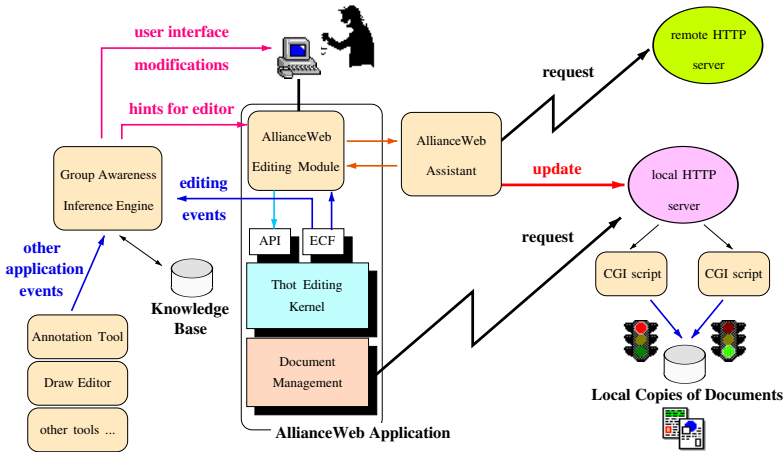 user interface
modifications
hints for editor
remote HTTP
server
request
AllianceWeb
Editing Module
AllianceWeb
Assistant
Group Awareness
Inference Engine
editing
events
update
local HTTP
server
request
other
application
events
API
ECF
CGI script
CGI script
Thot Editing
Kernel
Knowledge
Base
Annotation Tool
Draw Editor
other tools ...
Document
Management
Local Copies of Documents
AllianceWeb Application